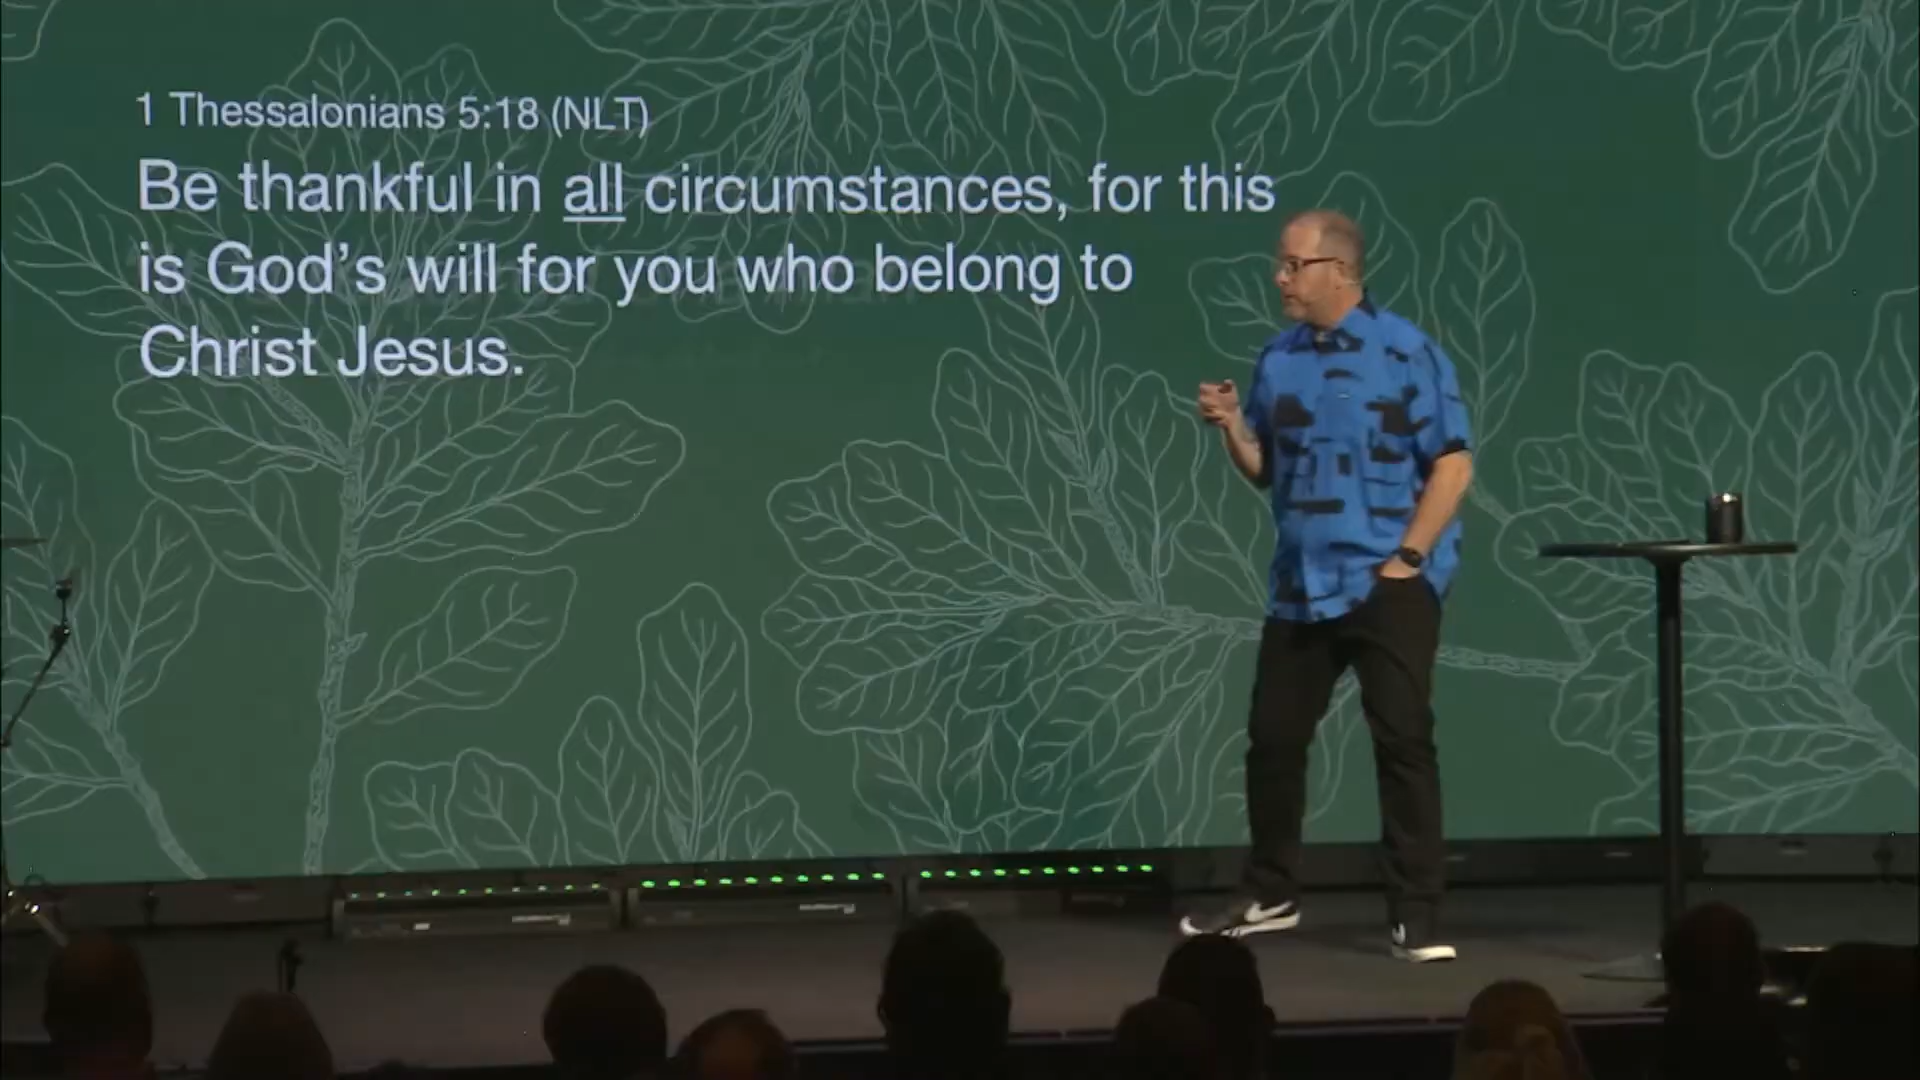 1 Thessalonians 5:18 (NLT)
Be thankful in all circumstances, for this
is God’s will for you who belong to
Christ Jesus.